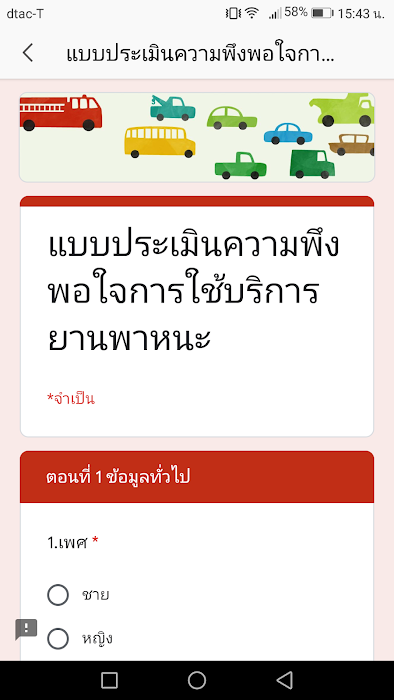 dtac-T 58% 15:43 น.
แบบประเมินความพึงพอใจกา...
แบบประเมินความพึง
พอใจการใช้บริการ
ยานพาหนะ
*จำเป็น
ตอนที่ 1 ข้อมูลทั่วไป
1.เพศ *
ชาย
หญิง